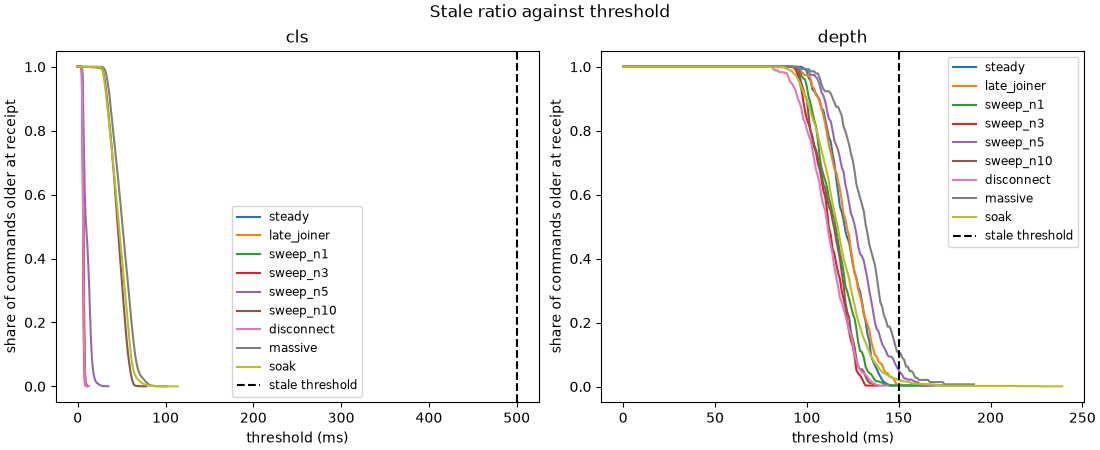 Stale ratio against threshold
cls
share of commands older at receipt
1.0
0.8
0.6
0.4
0.2
0.0
steady
late_joiner
sweep_n1
sweep_n3
sweep_n5
sweep_n10
disconnect
massive
soak
stale threshold
0 100 200 300 400 500
threshold (ms)
depth
share of commands older at receipt
1.0
0.8
0.6
0.4
0.2
0.0
steady
late_joiner
sweep_n1
sweep_n3
sweep_n5
sweep_n10
disconnect
massive
soak
stale threshold
0 50 100 150 200 250
threshold (ms)